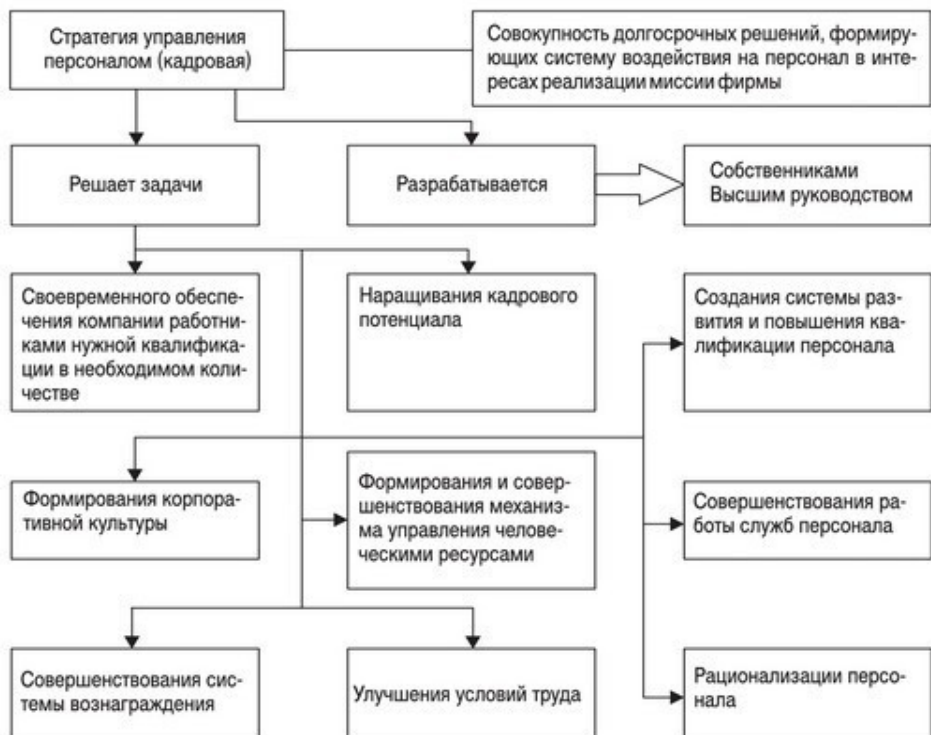 Стратегия управления
персоналом (кадровая)
Совокупность долгосрочных решений, формирую-
щих систему воздействия на персонал в инте-
ресах реализации миссии фирмы
Решает задачи
Разрабатывается
Собственниками
Высшим руководством
Своевременного обеспе-
чения компании работни-
ками нужной квалифика-
ции в необходимом коли-
честве
Наращивания кадрового
потенциала
Создания системы раз-
вития и повышения ква-
лификации персонала
Формирования корпора-
тивной культуры
Формирования и совер-
шенствования механиз-
ма управления челове-
ческими ресурсами
Совершенствования ра-
боты служб персонала
Совершенствования сис-
темы вознаграждения
Улучшения условий труда
Рационализации персо-
нала